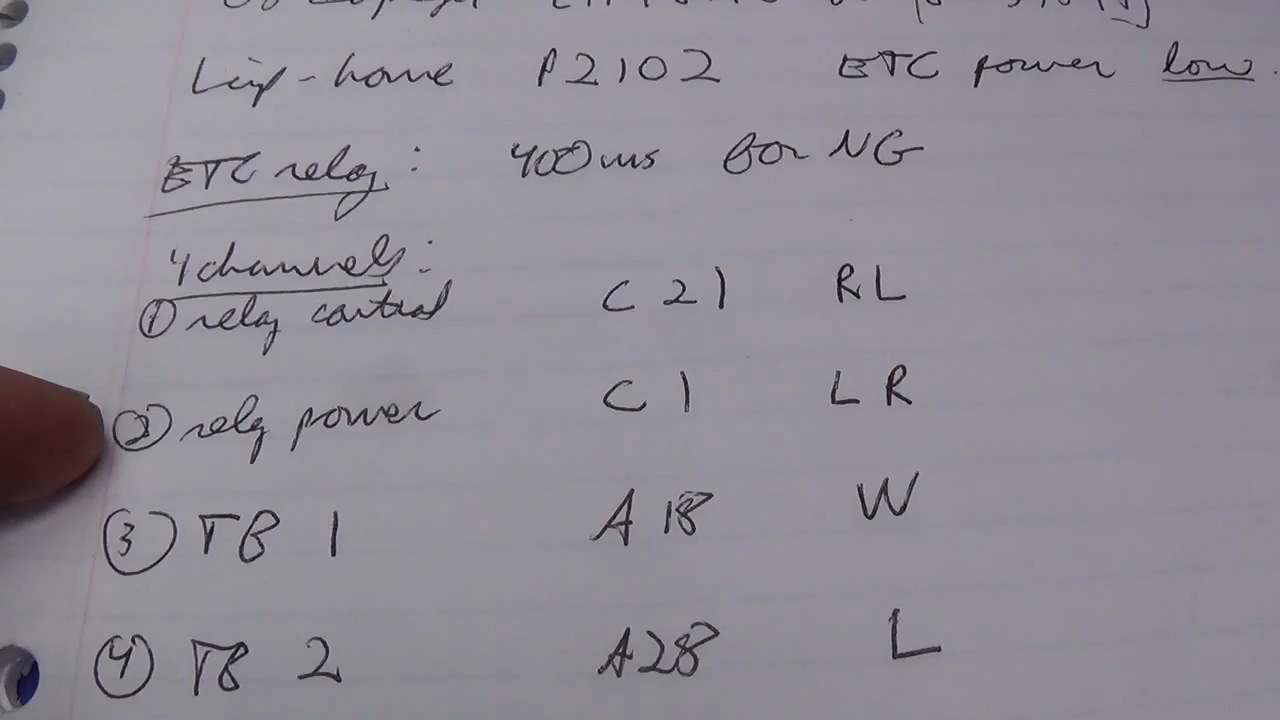 Limp-home P2102 ETC power low.
ETC relay: 400ms for NG
4 channels:
① relay control C21 RL
② relay power C1 LR
③ TB 1 A18 W
④ TB 2 A28 L